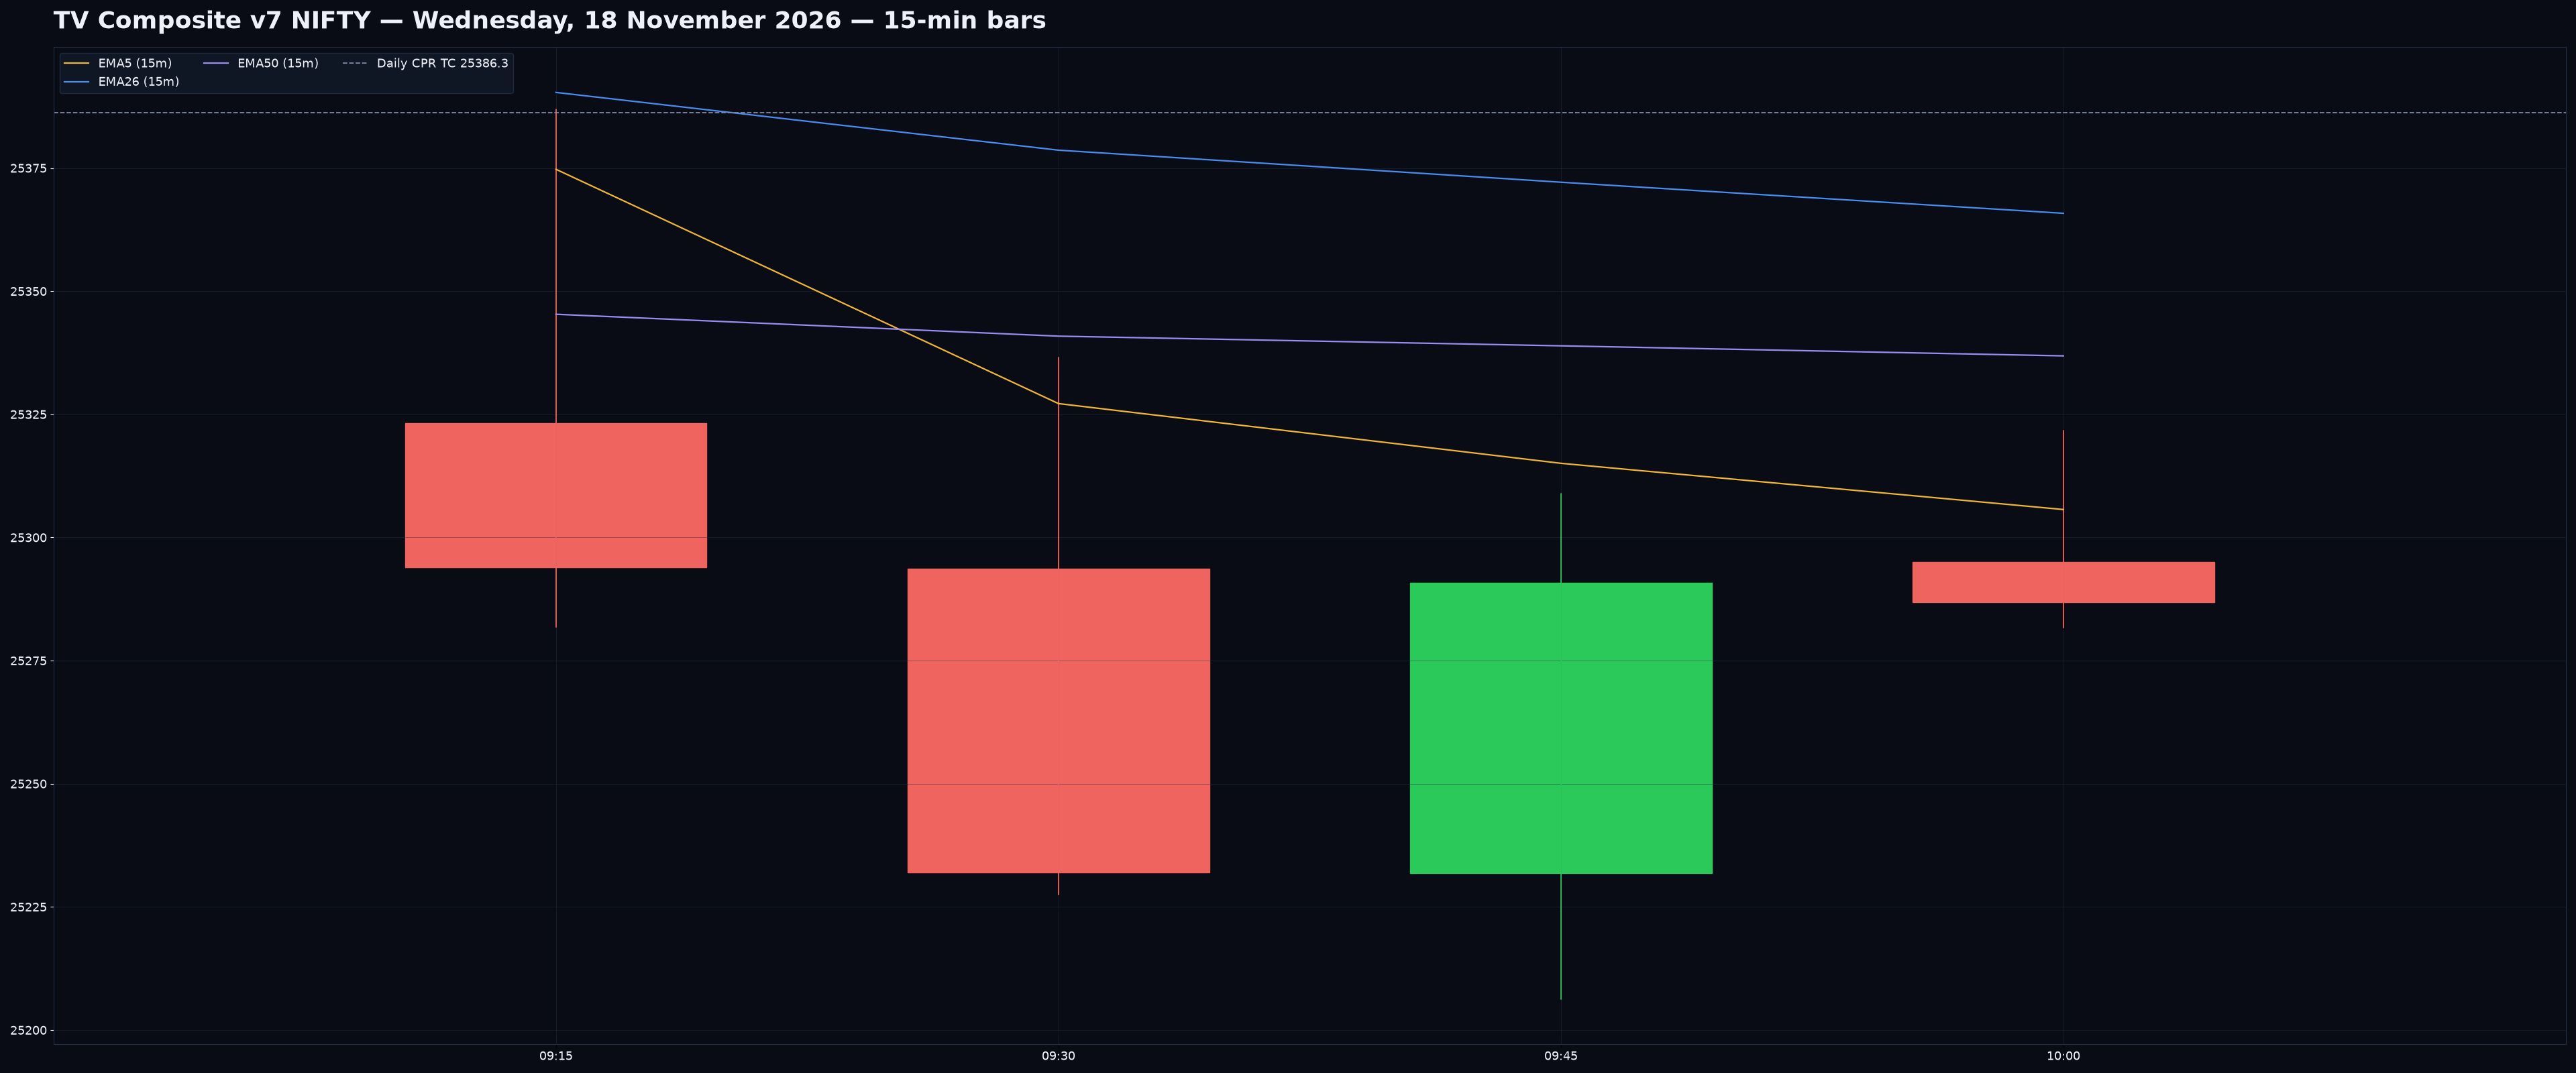 TV Composite v7 NIFTY — Wednesday, 18 November 2026 — 15-min bars
EMA5 (15m) EMA50 (15m) Daily CPR TC 25386.3
EMA26 (15m)
25375
25350
25325
25300
25275
25250
25225
25200
09:15 09:30 09:45 10:00